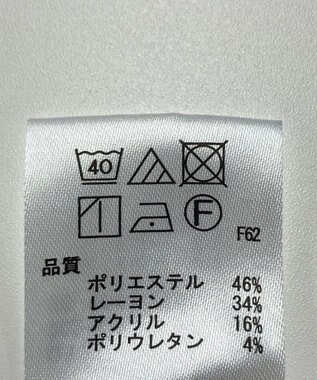 40
F
F62
品質
ポリエステル 46%
レーヨン 34%
アクリル 16%
ポリウレタン 4%